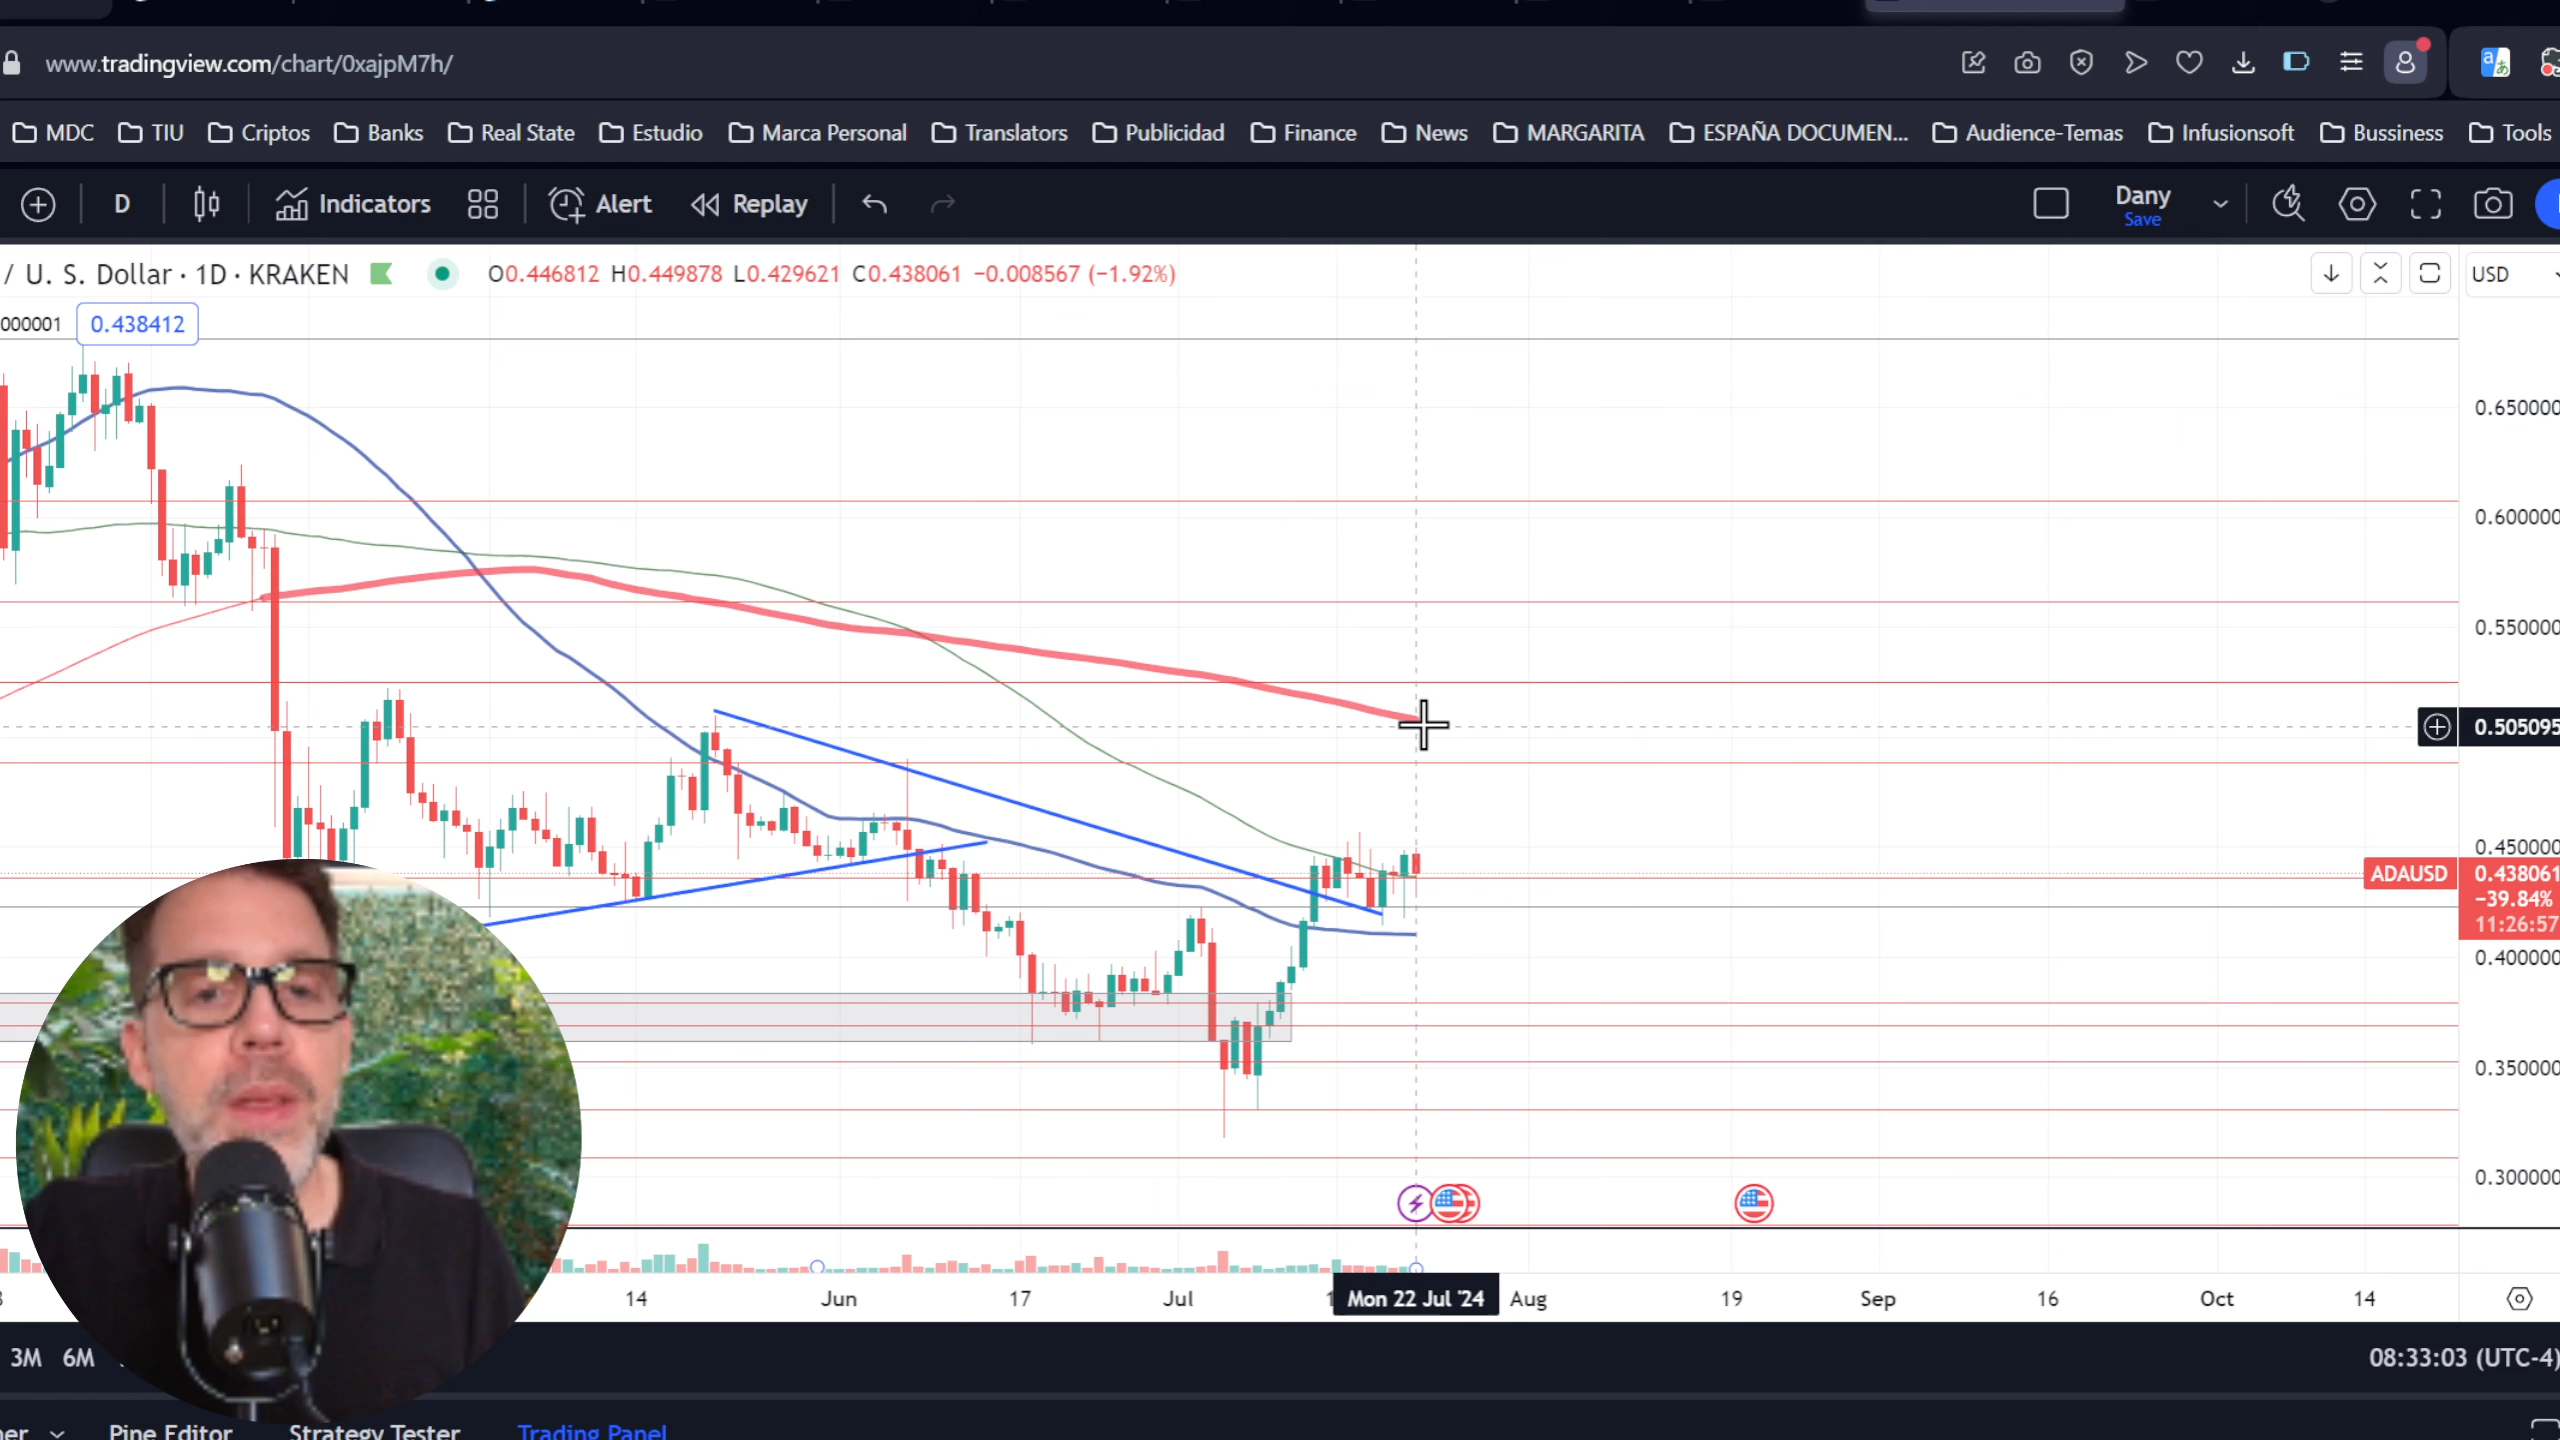 www.tradingview.com/chart/0xajpM7h/
MDC TIU Criptos Banks Real State Estudio Marca Personal Translators Publicidad Finance News MARGARITA ESPAÑA DOCUMEN... Audience-Temas Infusionsoft Bussiness Tools
D Indicators Alert Replay Dany
Save
/ U. S. Dollar · 1D · KRAKEN O0.446812 H0.449878 L0.429621 C0.438061 −0.008567 (−1.92%) USD
000001 0.438412
0.650000
0.600000
0.550000
0.505095
0.450000
ADAUSD 0.438061
−39.84%
11:26:57
0.400000
0.350000
0.300000
14 Jun 17 Jul 1 Mon 22 Jul '24 Aug 19 Sep 16 Oct 14
3M 6M 08:33:03 (UTC-4)
Pine Editor Strategy Tester Trading Panel